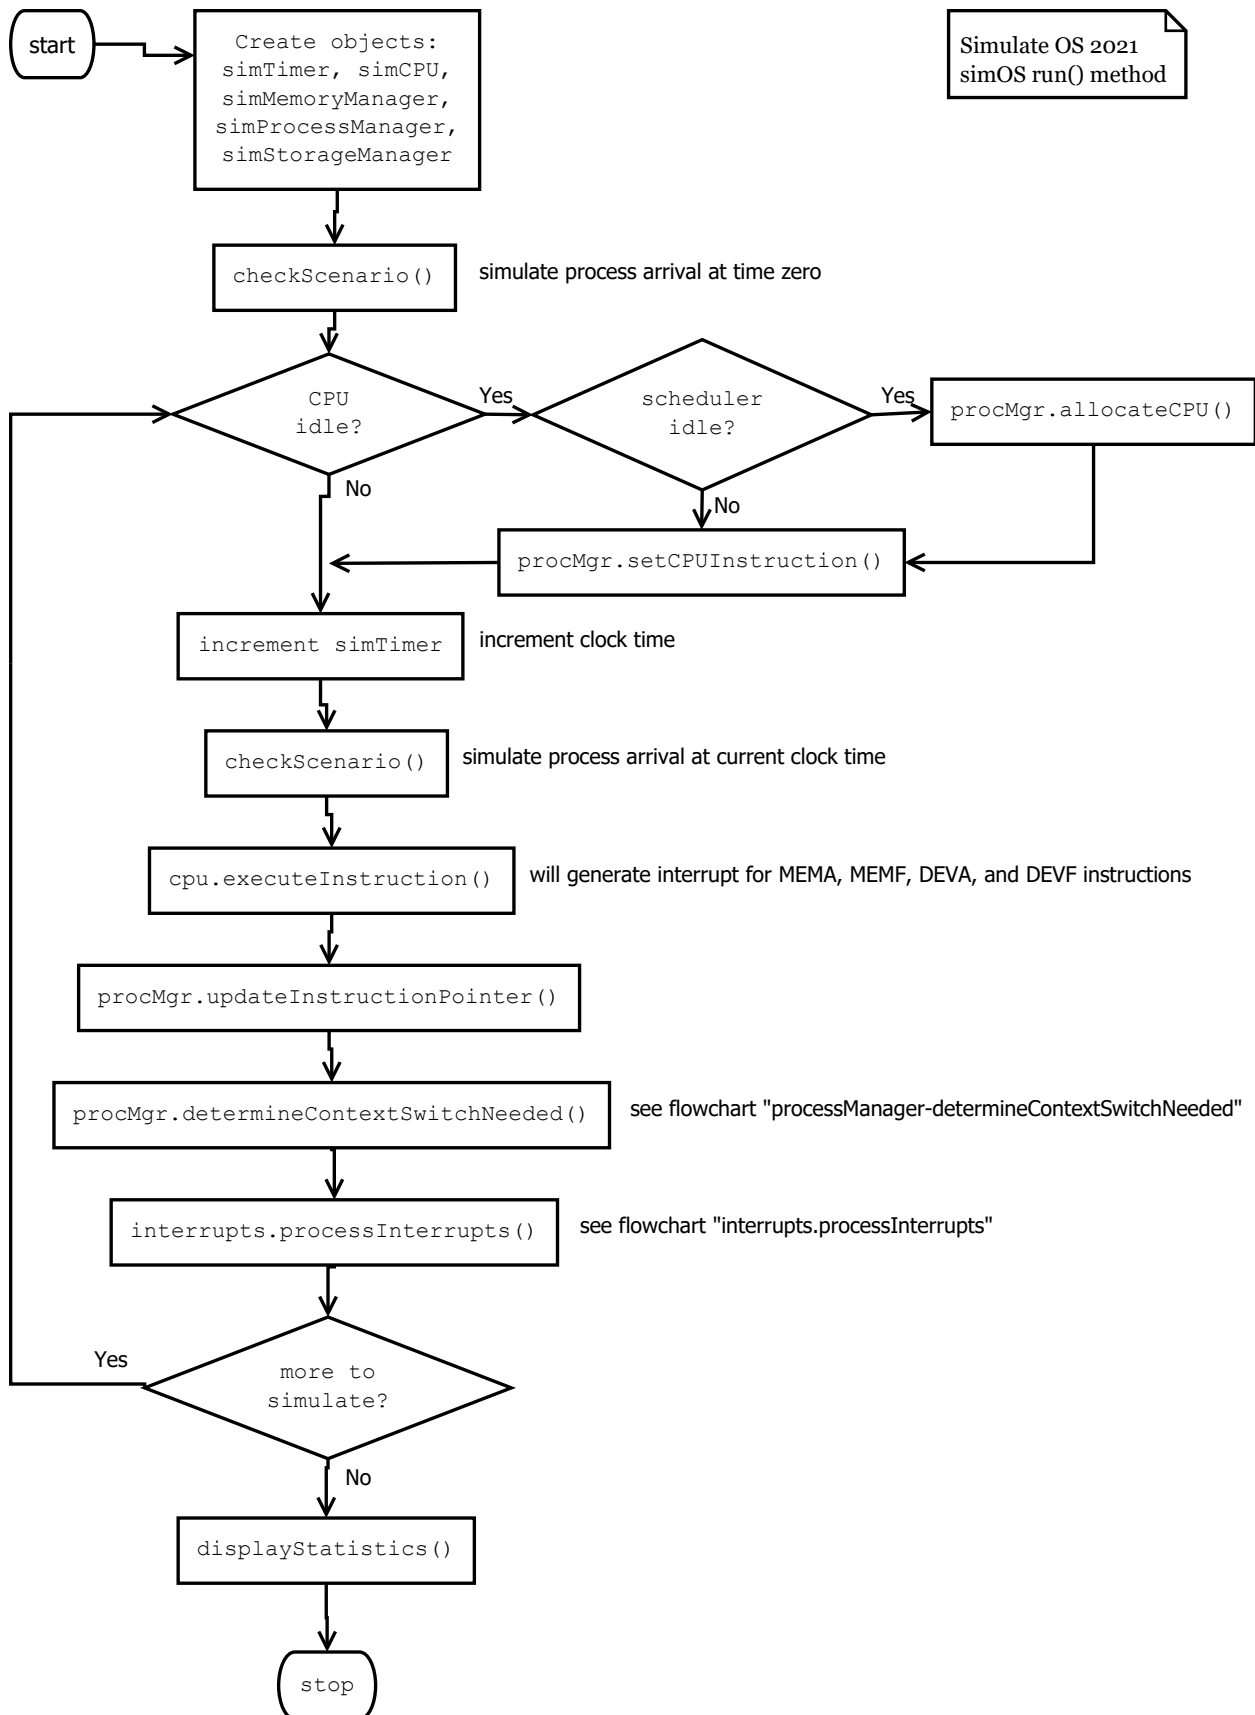 start
Create objects:
simTimer, simCPU,
simMemoryManager,
simProcessManager,
simStorageManager
Simulate OS 2021
simOS run() method
checkScenario()
simulate process arrival at time zero
CPU
idle?
Yes
scheduler
idle?
Yes
procMgr.allocateCPU()
No
No
procMgr.setCPUInstruction()
increment simTimer
increment clock time
checkScenario()
simulate process arrival at current clock time
cpu.executeInstruction()
will generate interrupt for MEMA, MEMF, DEVA, and DEVF instructions
procMgr.updateInstructionPointer()
procMgr.determineContextSwitchNeeded()
see flowchart "processManager-determineContextSwitchNeeded"
interrupts.processInterrupts()
see flowchart "interrupts.processInterrupts"
Yes
more to
simulate?
No
displayStatistics()
stop